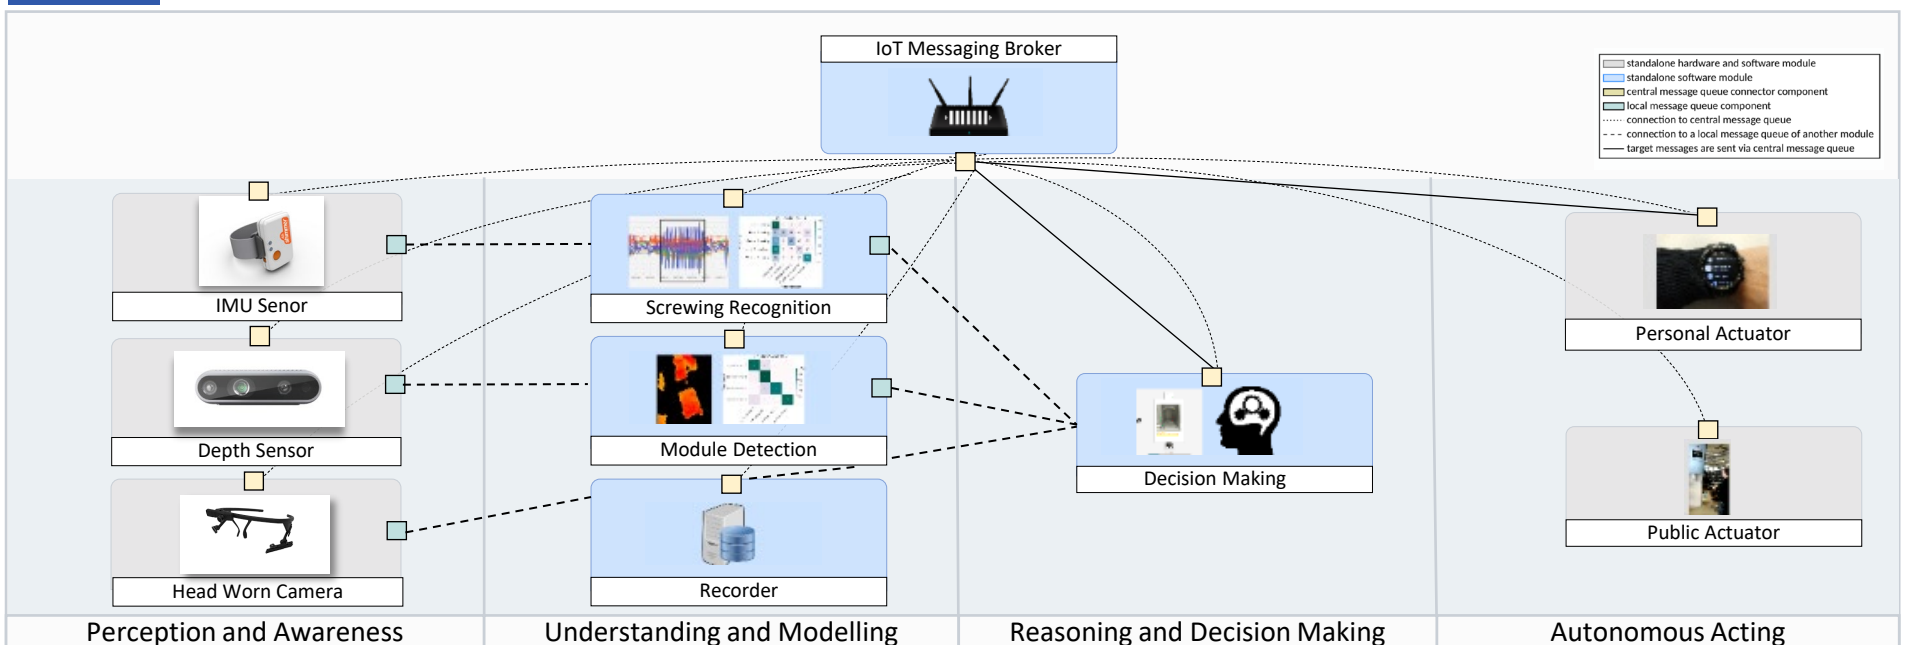 IoT Messaging Broker
standalone hardware and software module
standalone software module
central message queue connector component
local message queue component
connection to central message queue
connection to a local message queue of another module
target messages are sent via central message queue
IMU Senor
Screwing Recognition
Personal Actuator
Depth Sensor
Module Detection
Decision Making
Public Actuator
Head Worn Camera
Recorder
Perception and Awareness
Understanding and Modelling
Reasoning and Decision Making
Autonomous Acting